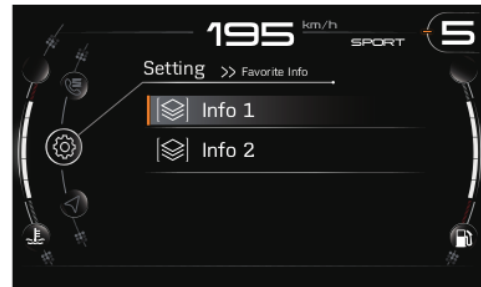 195 km/h
SPORT
5
Setting >> Favorite Info
Info 1
Info 2